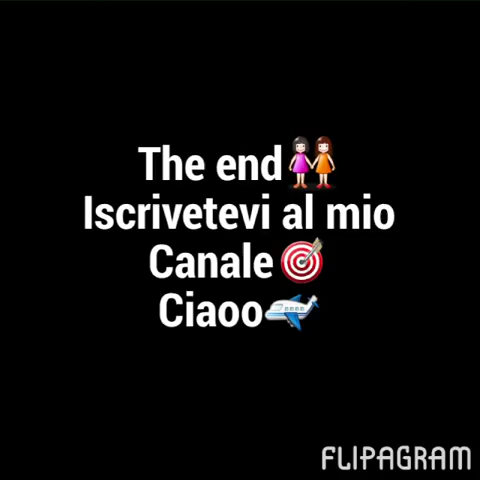 The end👭
Iscrivetevi al mio
Canale🎯
Ciaoo✈️
FLIPAGRAM